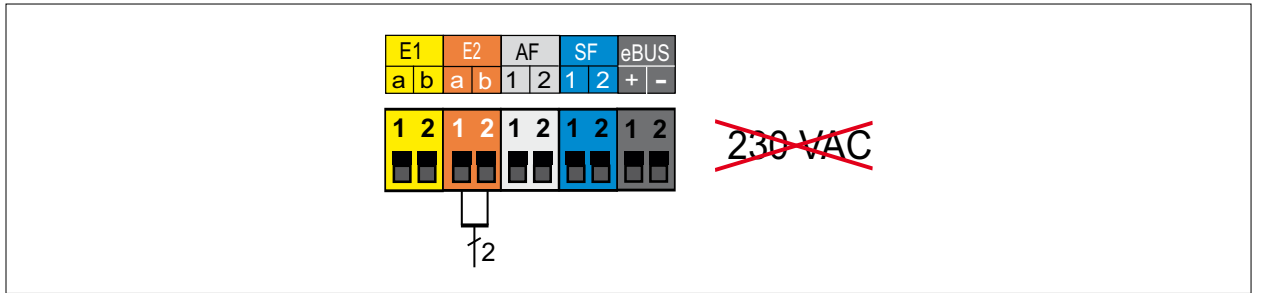 E1 E2 AF SF eBUS
a b a b 1 2 1 2 + -
1 2 1 2 1 2 1 2 1 2
230 VAC
2